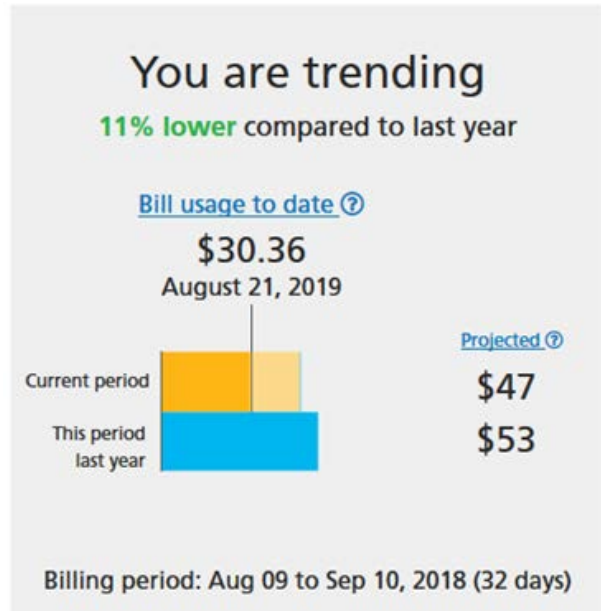 You are trending
11% lower compared to last year
Bill usage to date ?
$30.36
August 21, 2019
Projected ?
Current period
$47
This period
last year
$53
Billing period: Aug 09 to Sep 10, 2018 (32 days)